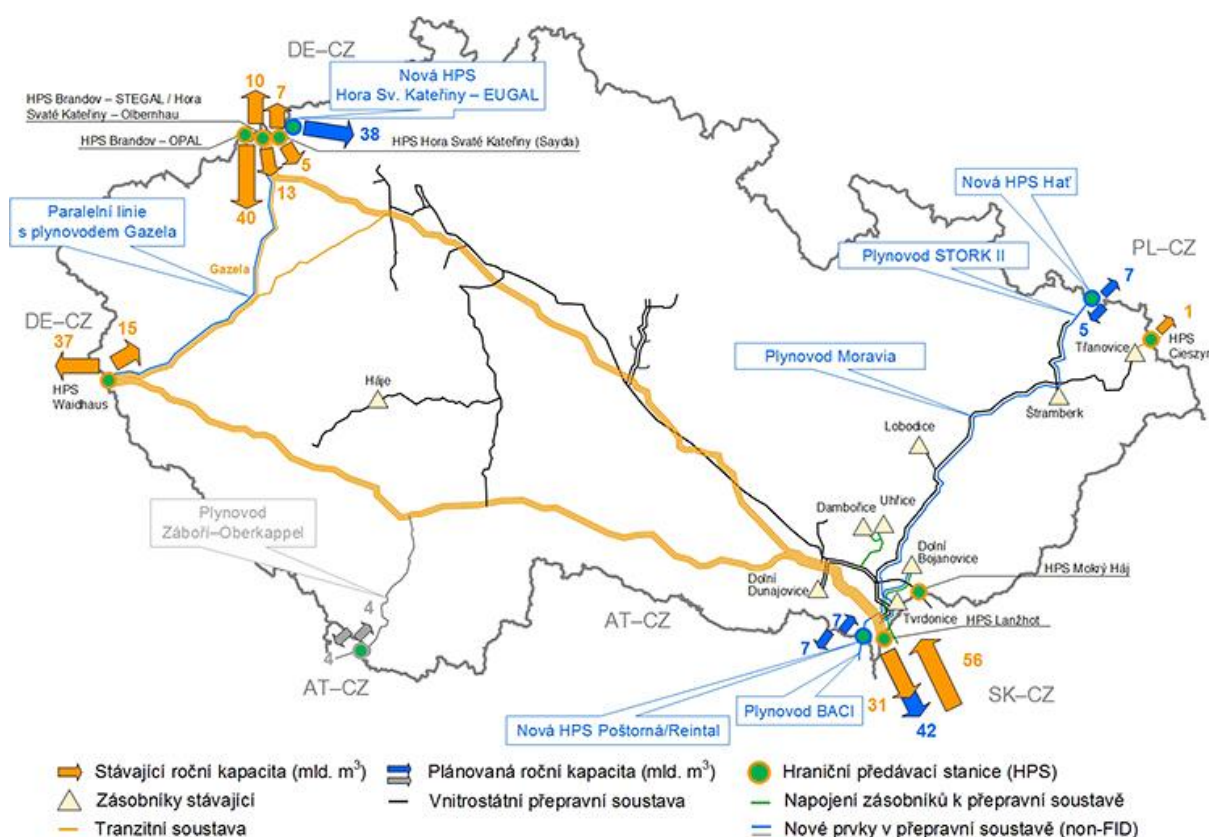 DE–CZ
10
7
Nová HPS
Hora Sv. Kateřiny – EUGAL
HPS Brandov – STEGAL / Hora
Svaté Kateřiny – Olbernhau
38
HPS Brandov – OPAL
HPS Hora Svaté Kateřiny (Sayda)
5
13
40
Nová HPS Hať
Paralelní linie
s plynovodem Gazela
Plynovod STORK II
PL–CZ
7
Gazela
5
1
DE–CZ
37
15
HPS
Cieszyn
Třanovice
Plynovod Moravia
HPS
Waidhaus
Háje
Štramberk
Lobodice
Plynovod
Záboří–Oberkappel
Dambořice
Uhřice
Dolní
Bojanovice
HPS Mokrý Háj
Dolní
Dunajovice
Tvrdonice
4
4
AT–CZ
AT–CZ
7
7
HPS Lanžhot
56
31
SK–CZ
42
Plynovod BACI
Nová HPS Poštorná/Reintal
Stávající roční kapacita (mld. m³)
Plánovaná roční kapacita (mld. m³)
Hraniční předávací stanice (HPS)
Zásobníky stávající
Vnitrostátní přepravní soustava
Napojení zásobníků k přepravní soustavě
Tranzitní soustava
Nové prvky v přepravní soustavě (non-FID)